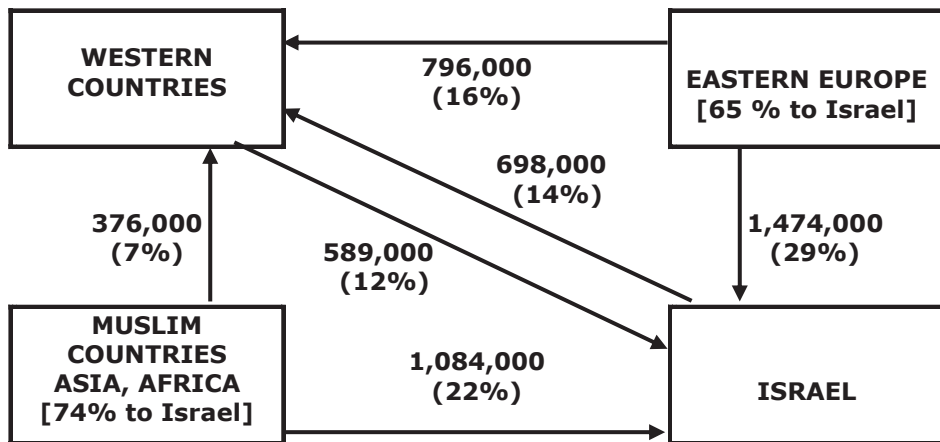 WESTERN
COUNTRIES
796,000
(16%)
EASTERN EUROPE
[65 % to Israel]
698,000
(14%)
376,000
(7%)
589,000
(12%)
1,474,000
(29%)
MUSLIM
COUNTRIES
ASIA, AFRICA
[74% to Israel]
1,084,000
(22%)
ISRAEL